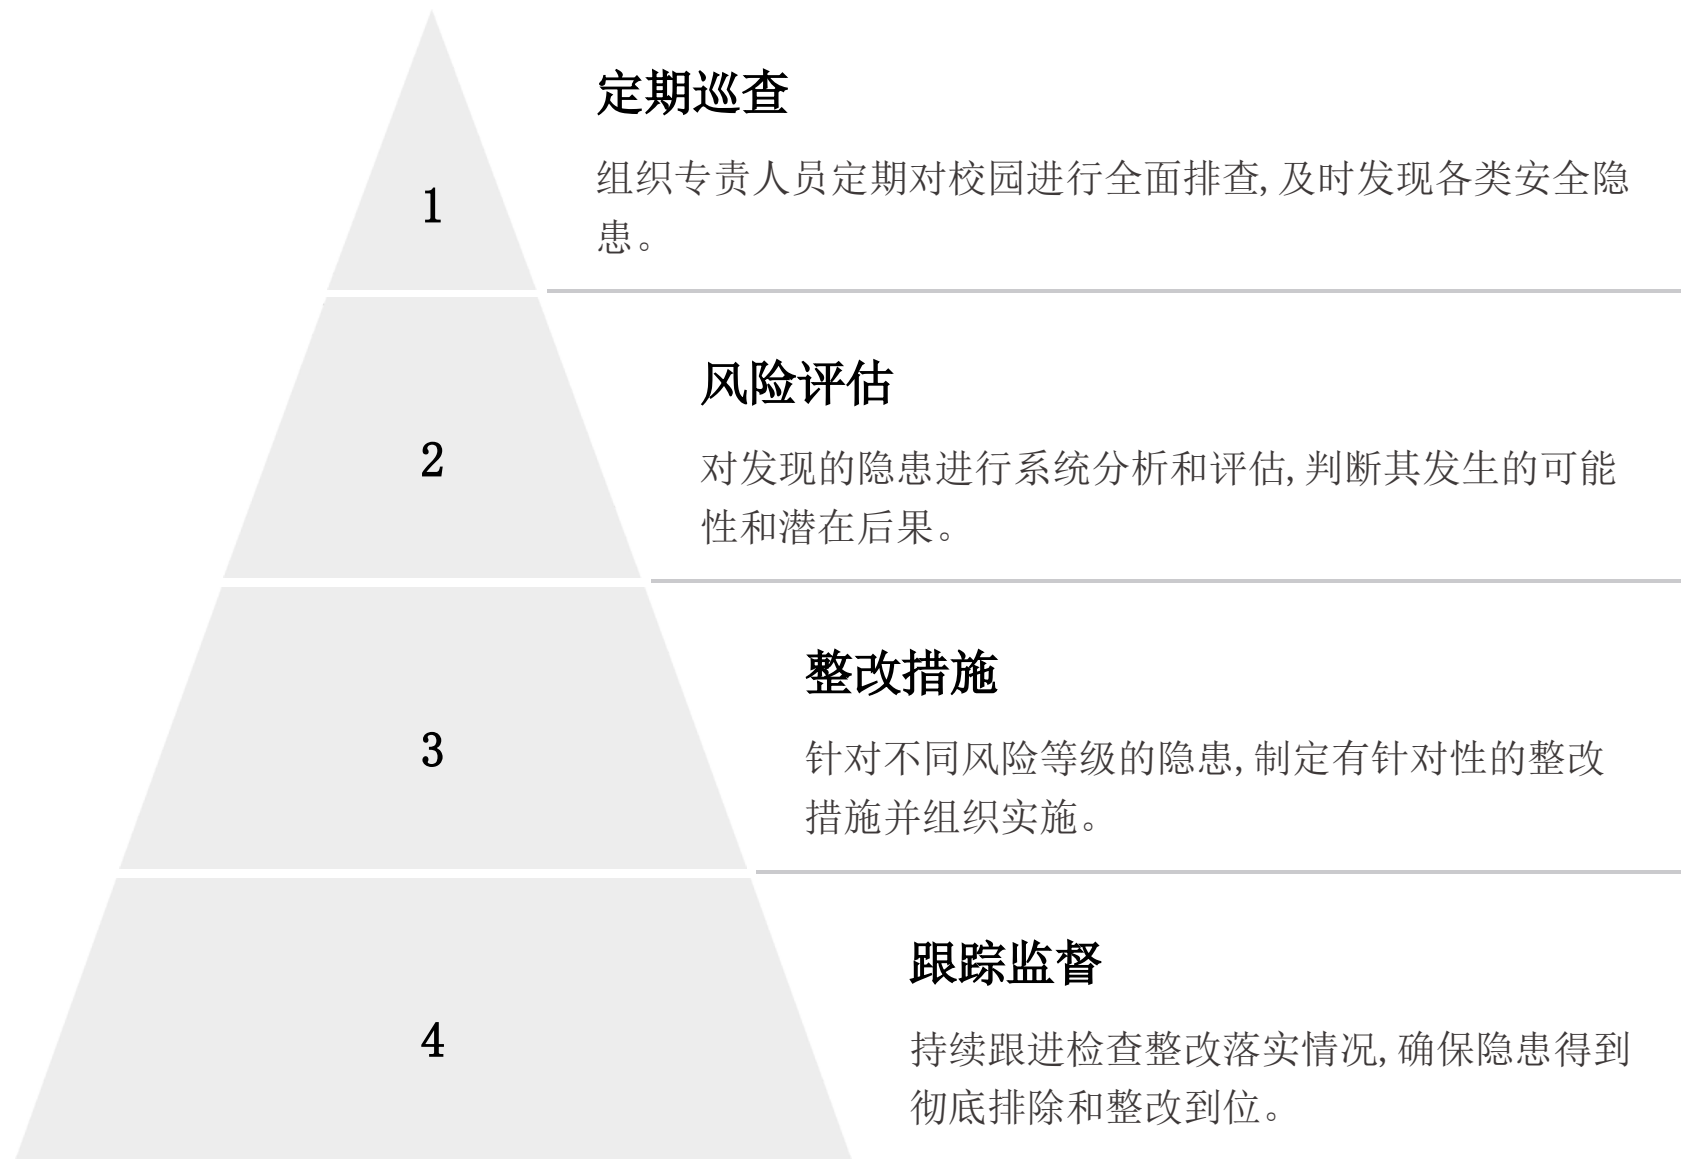 定期巡查
组织专责人员定期对校园进行全面排查,及时发现各类安全隐
患。
1
风险评估
对发现的隐患进行系统分析和评估,判断其发生的可能
性和潜在后果。
2
整改措施
针对不同风险等级的隐患,制定有针对性的整改
措施并组织实施。
3
跟踪监督
持续跟进检查整改落实情况,确保隐患得到
彻底排除和整改到位。
4